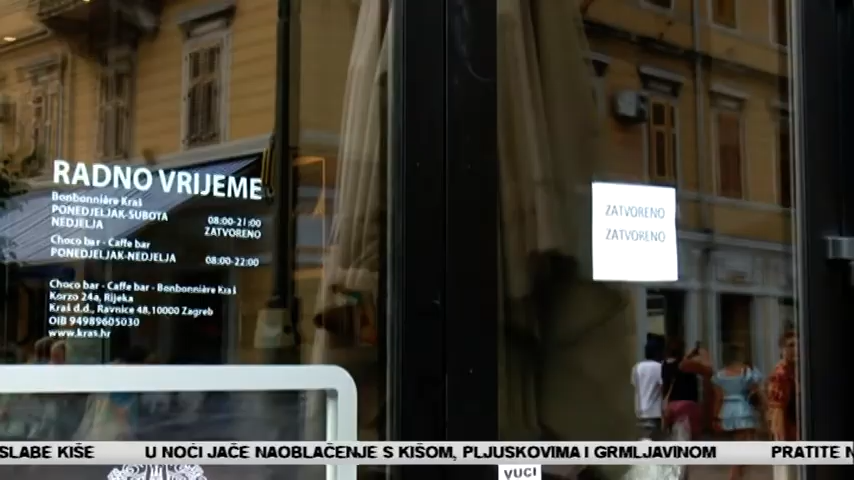 RADNO VRIJEME
Bonbonnière Kraš
PONEDJELJAK-SUBOTA 08:00-21:00
NEDJELJA ZATVORENO
Choco bar - Caffe bar
PONEDJELJAK-NEDJELJA 08:00-22:00
Choco bar - Caffe bar - Bonbonnière Kraš
Korzo 24a, Rijeka
Kraš d.d., Ravnice 48, 10000 Zagreb
OIB 94989605030
www.kras.hr
ZATVORENO
ZATVORENO
SLABE KIŠE U NOĆI JAČE NAOBLAČENJE S KIŠOM, PLJUSKOVIMA I GRMLJAVINOM PRATITE N
VUCI